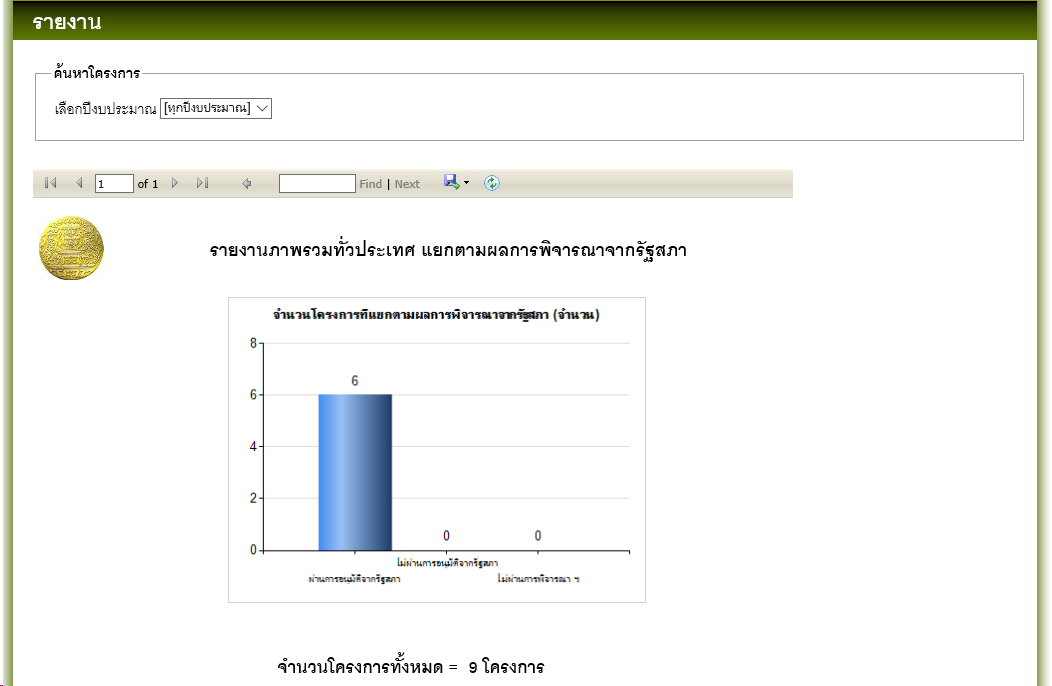 รายงาน
ค้นหาโครงการ
เลือกปีงบประมาณ [ทุกปีงบประมาณ]
1 of 1 Find | Next
รายงานภาพรวมทั่วประเทศ แยกตามผลการพิจารณาจากรัฐสภา
จำนวนโครงการที่แยกตามผลการพิจารณาจากรัฐสภา (จำนวน)
8
6
6
4
2
0
0
0
ไม่ผ่านการอนุมัติจากรัฐสภา
ผ่านการอนุมัติจากรัฐสภา
ไม่ผ่านการพิจารณา ฯ
จำนวนโครงการทั้งหมด = 9 โครงการ